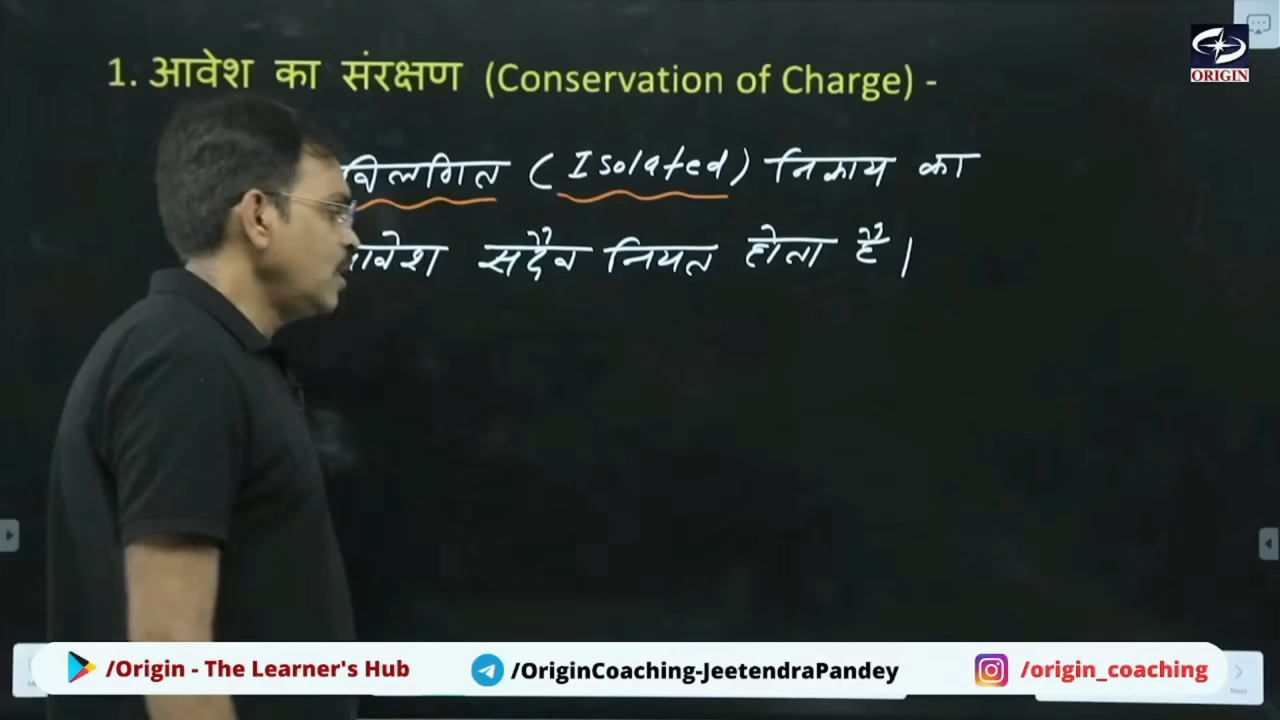 ORIGIN
1. आवेश का संरक्षण (Conservation of Charge) -
विलगित (Isolated) निकाय का
सदैव नियत होता है।
/Origin - The Learner's Hub
/OriginCoaching-JeetendraPandey
/origin_coaching